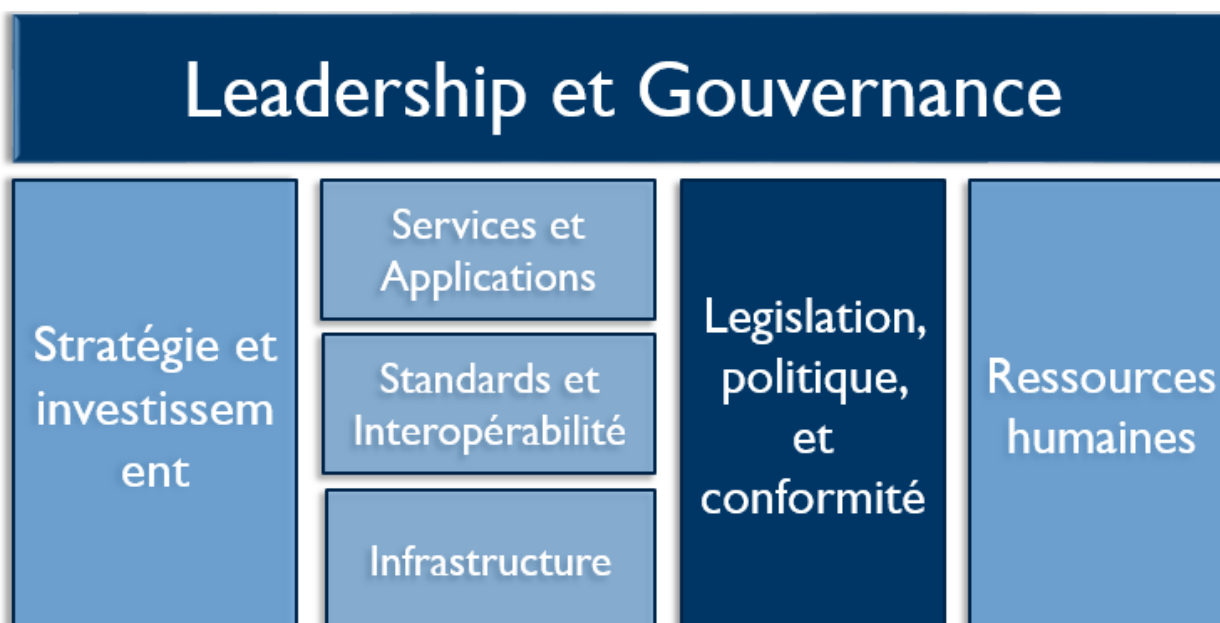 Leadership et Gouvernance
Stratégie et
investissem
ent
Services et
Applications
Standards et
Interopérabilité
Infrastructure
Legislation,
politique,
et
conformité
Ressources
humaines